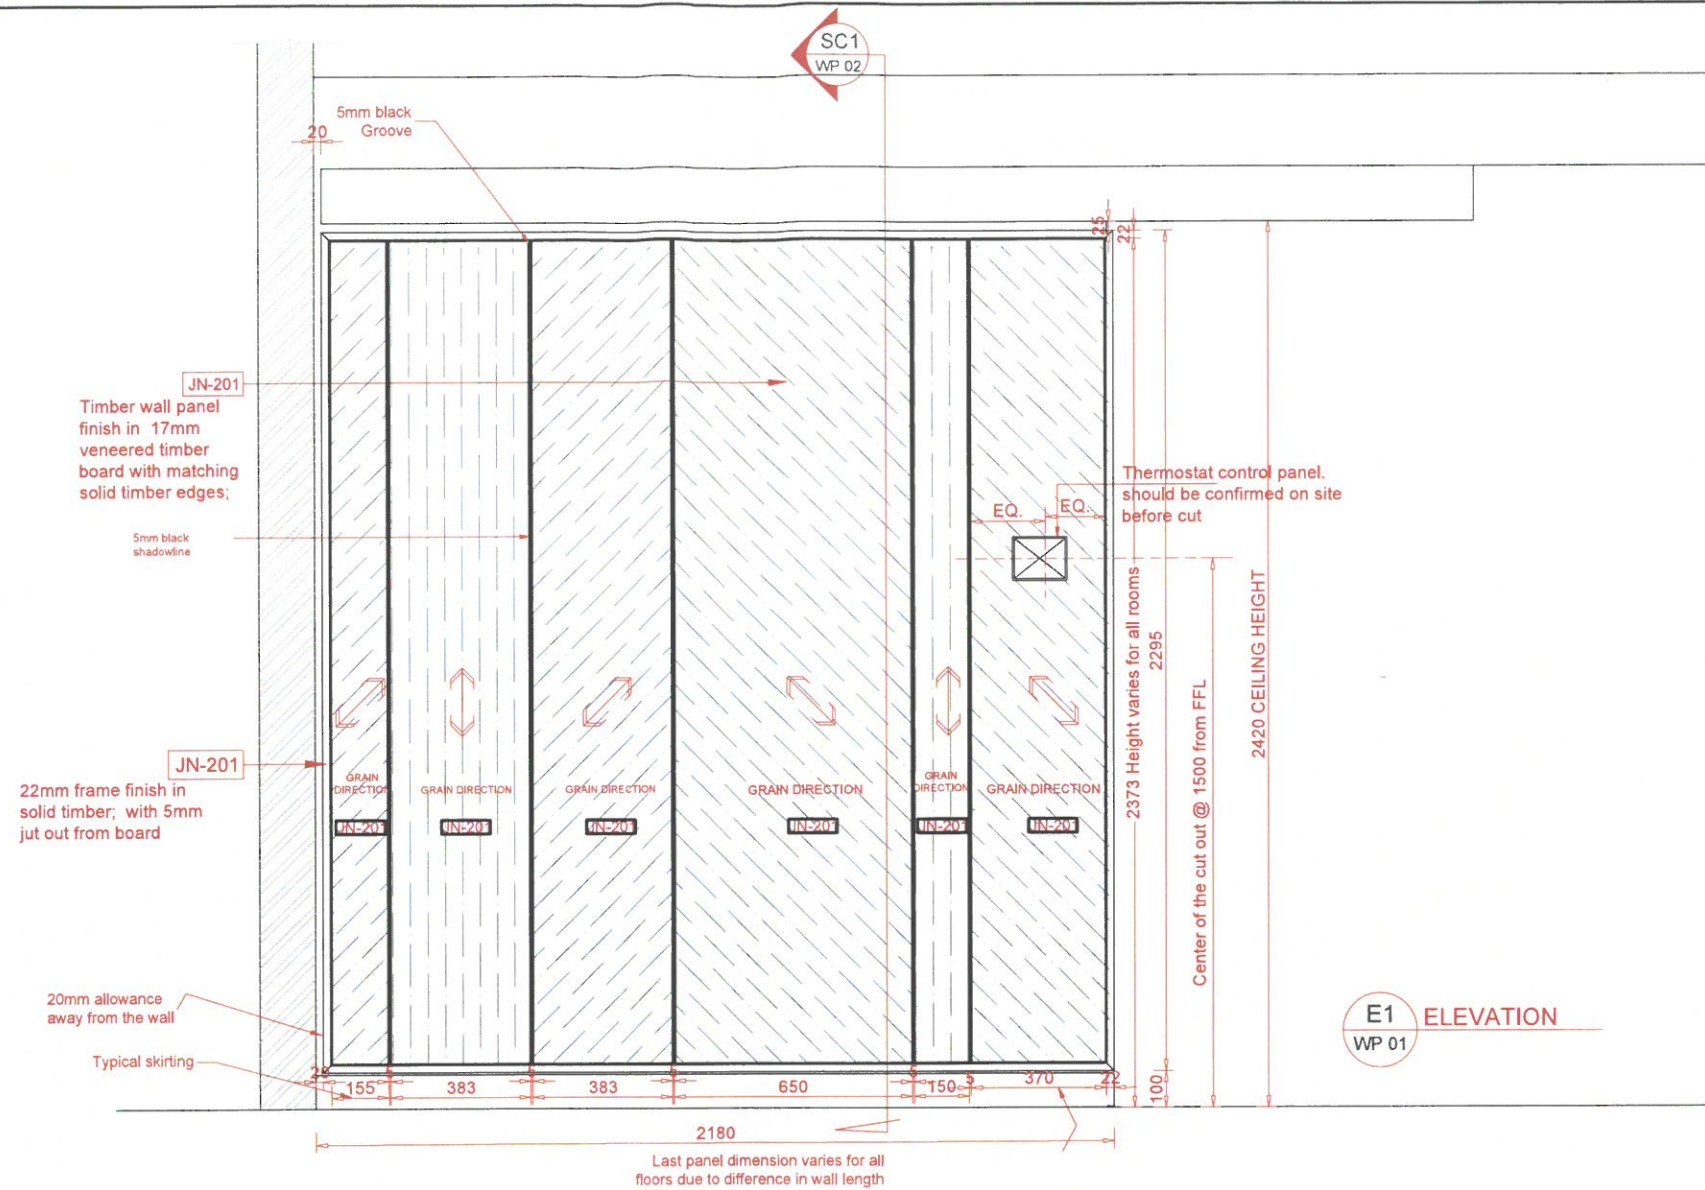 SC1
WP 02
5mm black
Groove
20
25
22
JN-201
Timber wall panel
finish in 17mm
veneered timber
board with matching
solid timber edges;
5mm black
shadowline
Thermostat control panel.
should be confirmed on site
before cut
EQ.
EQ.
2373 Height varies for all rooms
2295
Center of the cut out @ 1500 from FFL
2420 CEILING HEIGHT
JN-201
22mm frame finish in
solid timber; with 5mm
jut out from board
GRAIN
DIRECTION
GRAIN DIRECTION
GRAIN DIRECTION
GRAIN DIRECTION
GRAIN
DIRECTION
GRAIN DIRECTION
JN-201
JN-201
JN-201
JN-201
JN-201
JN-201
20mm allowance
away from the wall
Typical skirting
155
383
383
650
150
5
370
22
100
2180
Last panel dimension varies for all
floors due to difference in wall length
E1
WP 01
ELEVATION